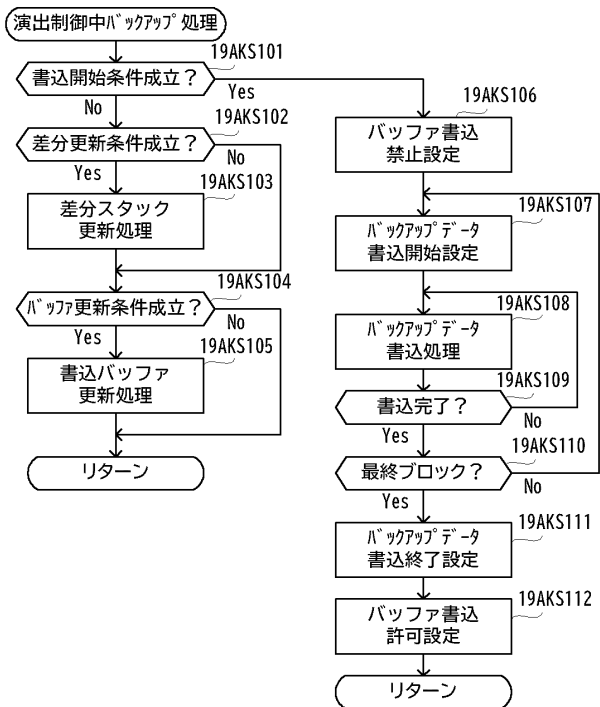 演出制御中ﾊﾞｯｸｱｯﾌﾟ処理
19AKS101
書込開始条件成立？
Yes
No
19AKS102
差分更新条件成立？
No
Yes
19AKS103
差分スタック
更新処理
19AKS104
ﾊﾞｯﾌｧ更新条件成立？
No
Yes
19AKS105
書込バッファ
更新処理
リターン
19AKS106
バッファ書込
禁止設定
19AKS107
ﾊﾞｯｸｱｯﾌﾟﾃﾞｰﾀ
書込開始設定
19AKS108
ﾊﾞｯｸｱｯﾌﾟﾃﾞｰﾀ
書込処理
19AKS109
書込完了？
No
Yes
19AKS110
最終ブロック？
No
Yes
19AKS111
ﾊﾞｯｸｱｯﾌﾟﾃﾞｰﾀ
書込終了設定
19AKS112
バッファ書込
許可設定
リターン